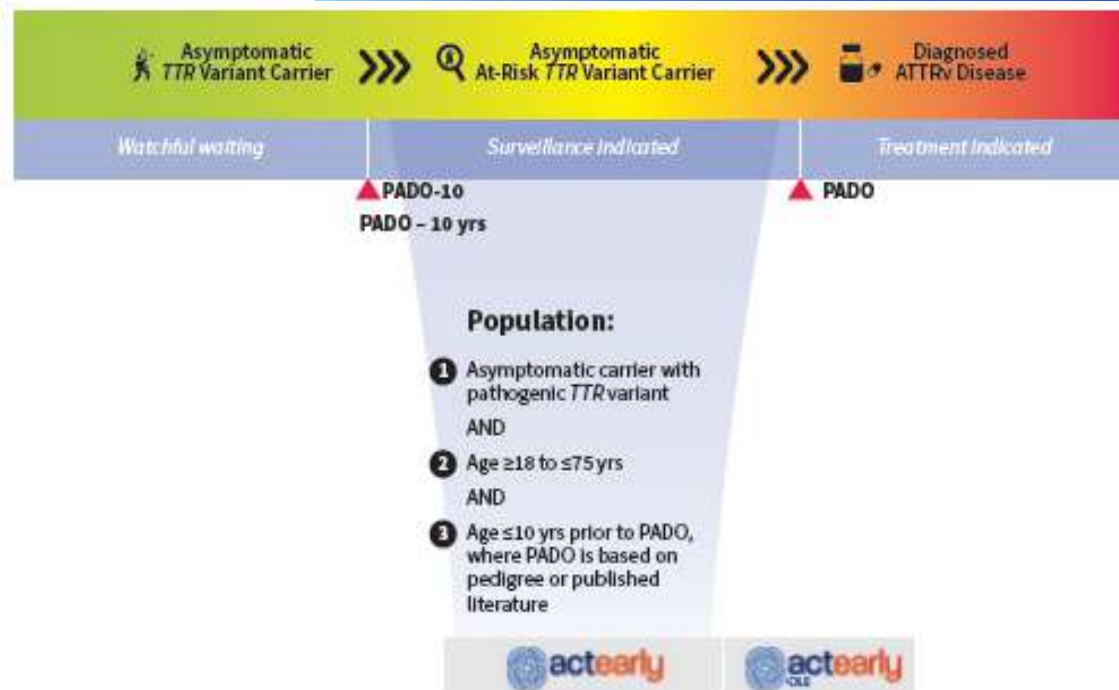 Asymptomatic
TTR Variant Carrier
Asymptomatic
At-Risk TTR Variant Carrier
Diagnosed
ATTRv Disease
Watchful waiting
Surveillance indicated
Treatment indicated
PADO-10
PADO – 10 yrs
PADO
Population:
1 Asymptomatic carrier with
pathogenic TTR variant
AND
2 Age ≥18 to ≤75 yrs
AND
3 Age ≤10 yrs prior to PADO,
where PADO is based on
pedigree or published
literature
actearly
actearly
OLE